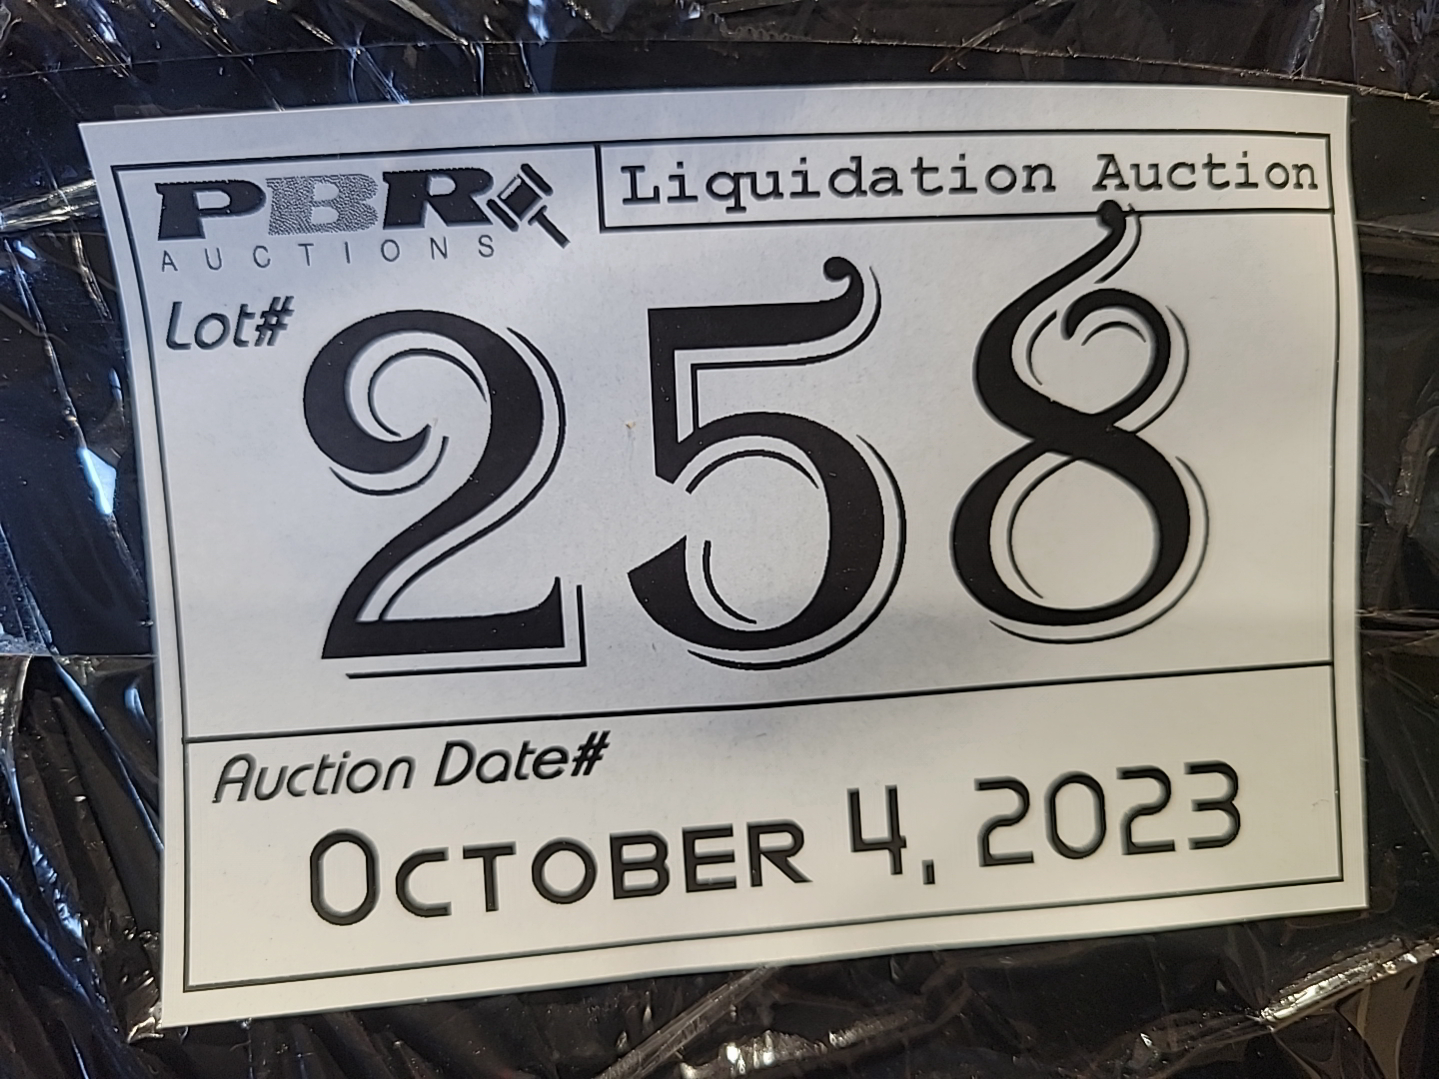 PBR
AUCTIONS
Liquidation Auction
Lot#
258
Auction Date#
OCTOBER 4, 2023